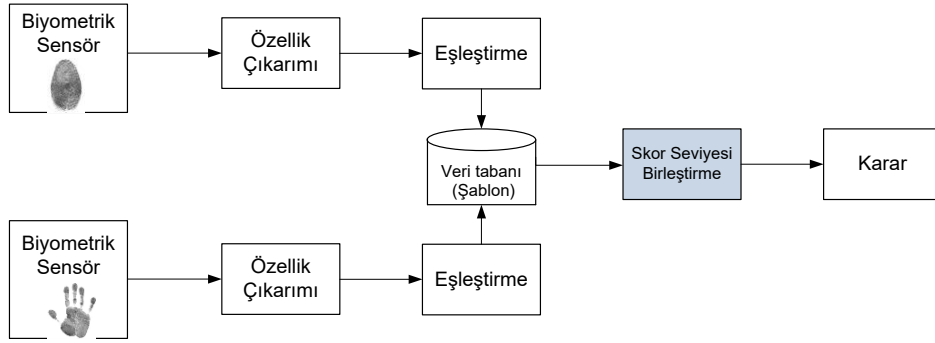 Biyometrik
Sensör
Özellik
Çıkarımı
Eşleştirme
Veri tabanı
(Şablon)
Skor Seviyesi
Birleştirme
Karar
Biyometrik
Sensör
Özellik
Çıkarımı
Eşleştirme